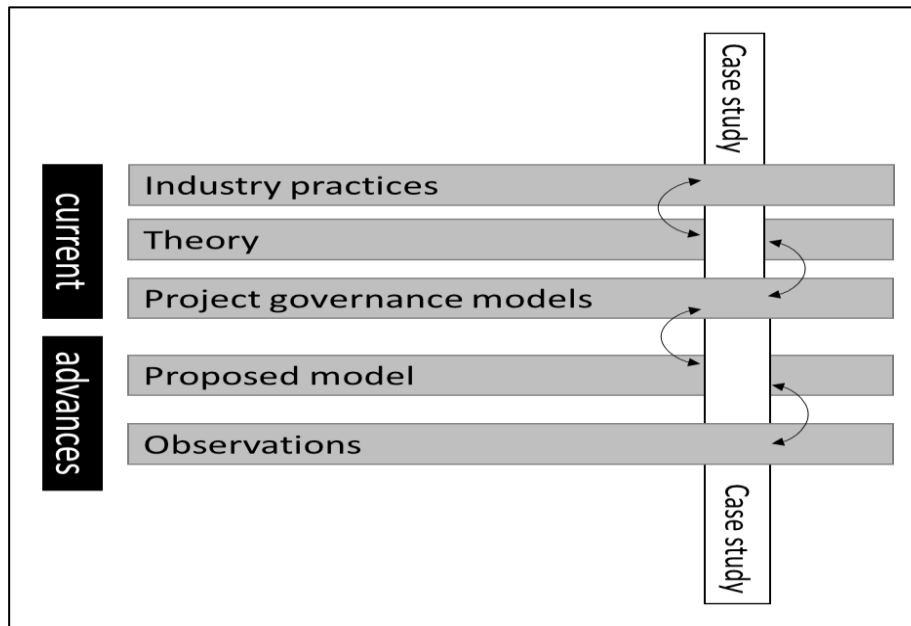 Case study
current
Industry practices
Theory
Project governance models
advances
Proposed model
Observations
Case study